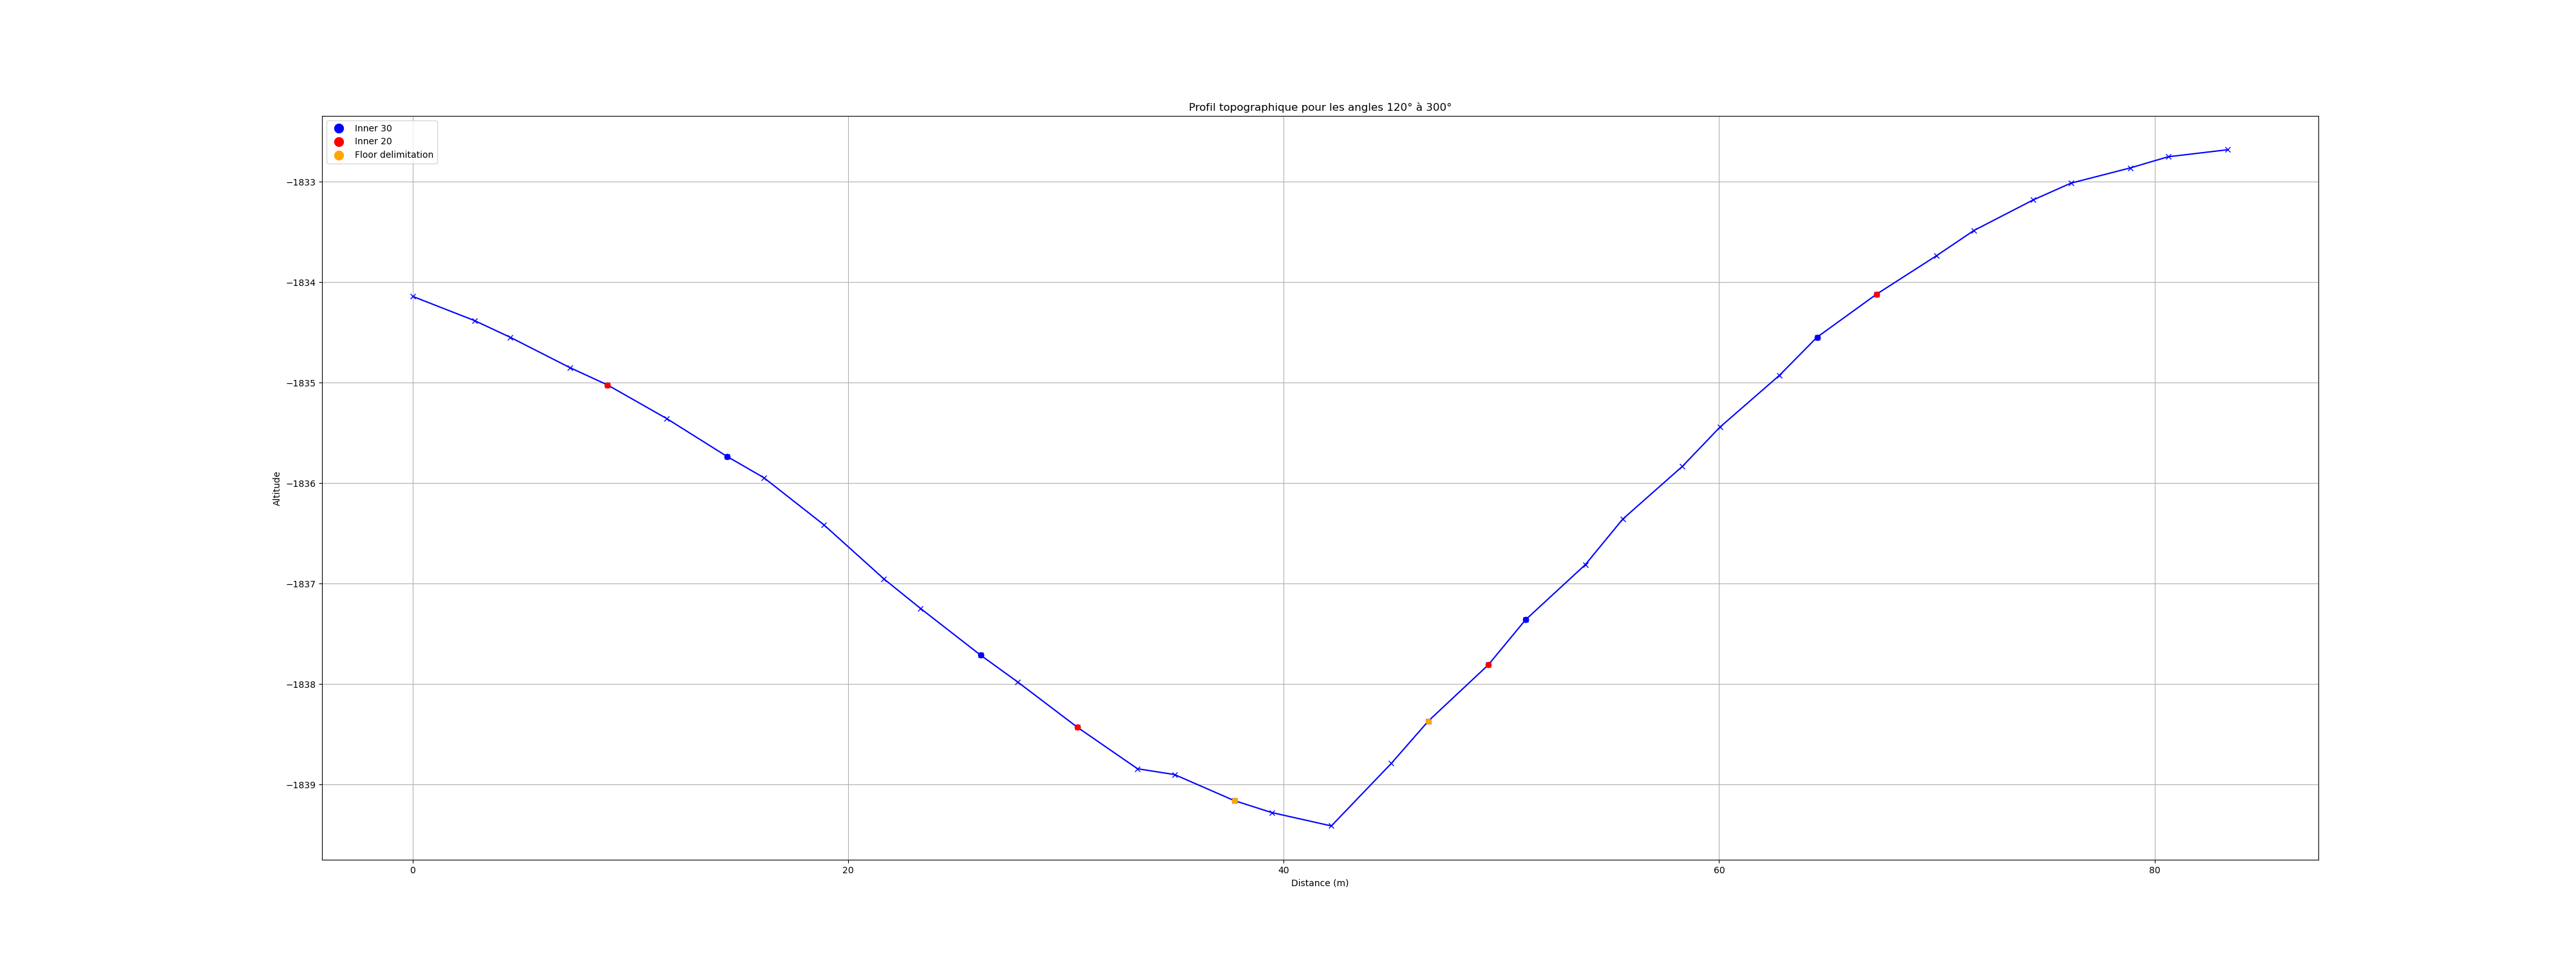 Profil topographique pour les angles 120° à 300°
Inner 30
Inner 20
Floor delimitation
−1833
−1834
−1835
−1836
−1837
−1838
−1839
Altitude
0 20 40 60 80
Distance (m)